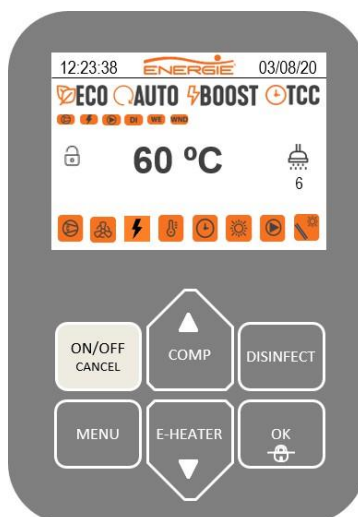 12:23:38 ENERGIE 03/08/20
ECO AUTO BOOST TCC
DI WE WND
60 ºC
6
ON/OFF
CANCEL
COMP
DISINFECT
MENU
E-HEATER
OK